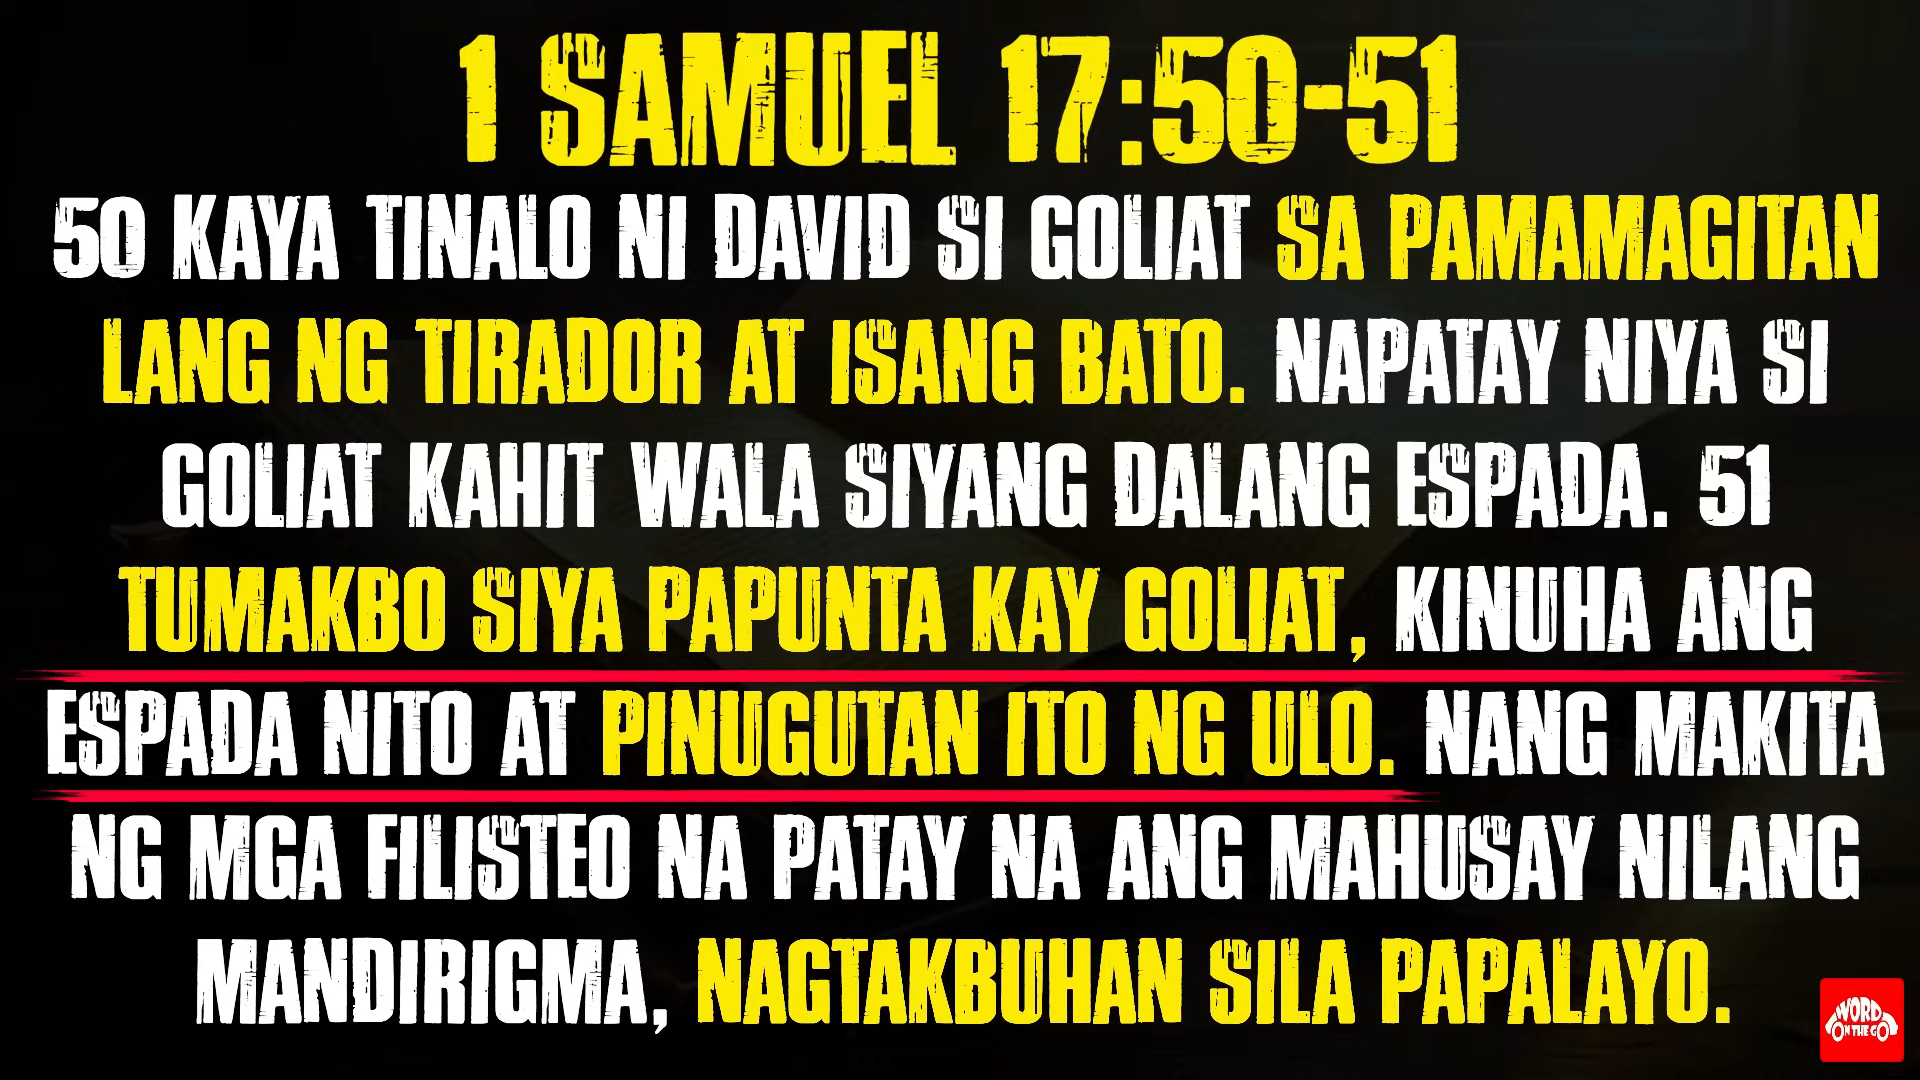 1 SAMUEL 17:50-51
50 KAYA TINALO NI DAVID SI GOLIAT SA PAMAMAGITAN
LANG NG TIRADOR AT ISANG BATO. NAPATAY NIYA SI
GOLIAT KAHIT WALA SIYANG DALANG ESPADA. 51
TUMAKBO SIYA PAPUNTA KAY GOLIAT, KINUHA ANG
ESPADA NITO AT PINUGUTAN ITO NG ULO. NANG MAKITA
NG MGA FILISTEO NA PATAY NA ANG MAHUSAY NILANG
MANDIRIGMA, NAGTAKBUHAN SILA PAPALAYO.
WORD
ON THE GO